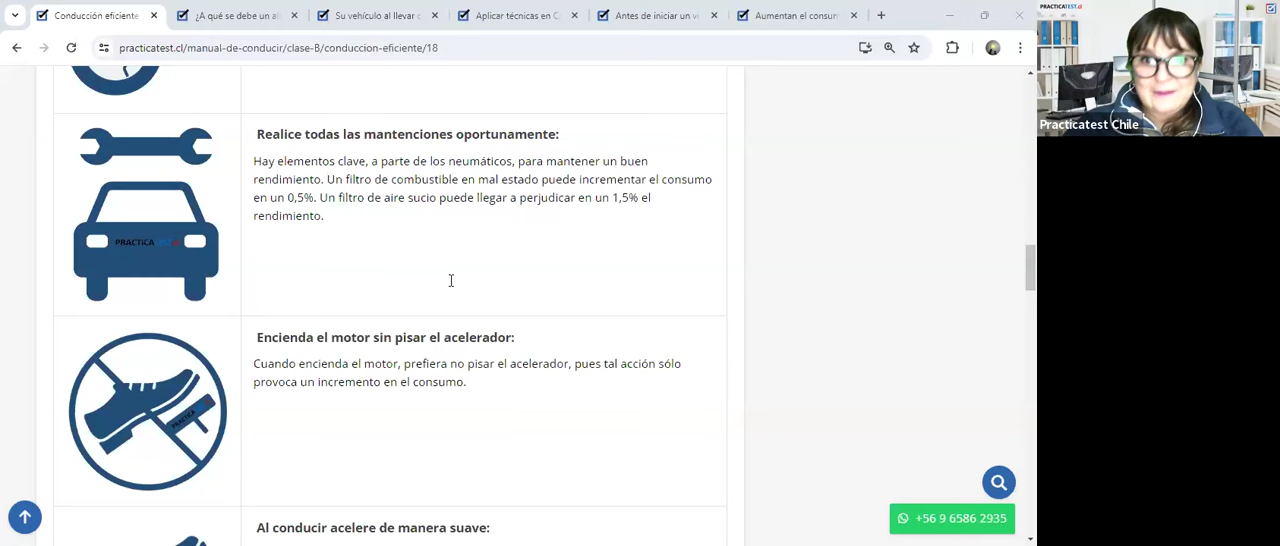 Conducción eficiente
¿A qué se debe un al
Su vehículo al llevar c
Aplicar técnicas en C
Antes de iniciar un vi
Aumentan el consum
practicatest.cl/manual-de-conducir/clase-B/conduccion-eficiente/18
PRACTICATEST.cl
Practicatest Chile
Realice todas las mantenciones oportunamente:
Hay elementos clave, a parte de los neumáticos, para mantener un buen
rendimiento. Un filtro de combustible en mal estado puede incrementar el consumo
en un 0,5%. Un filtro de aire sucio puede llegar a perjudicar en un 1,5% el
rendimiento.
PRACTICATEST.cl
Encienda el motor sin pisar el acelerador:
Cuando encienda el motor, prefiera no pisar el acelerador, pues tal acción sólo
provoca un incremento en el consumo.
PRACTICA
Al conducir acelere de manera suave:
+56 9 6586 2935